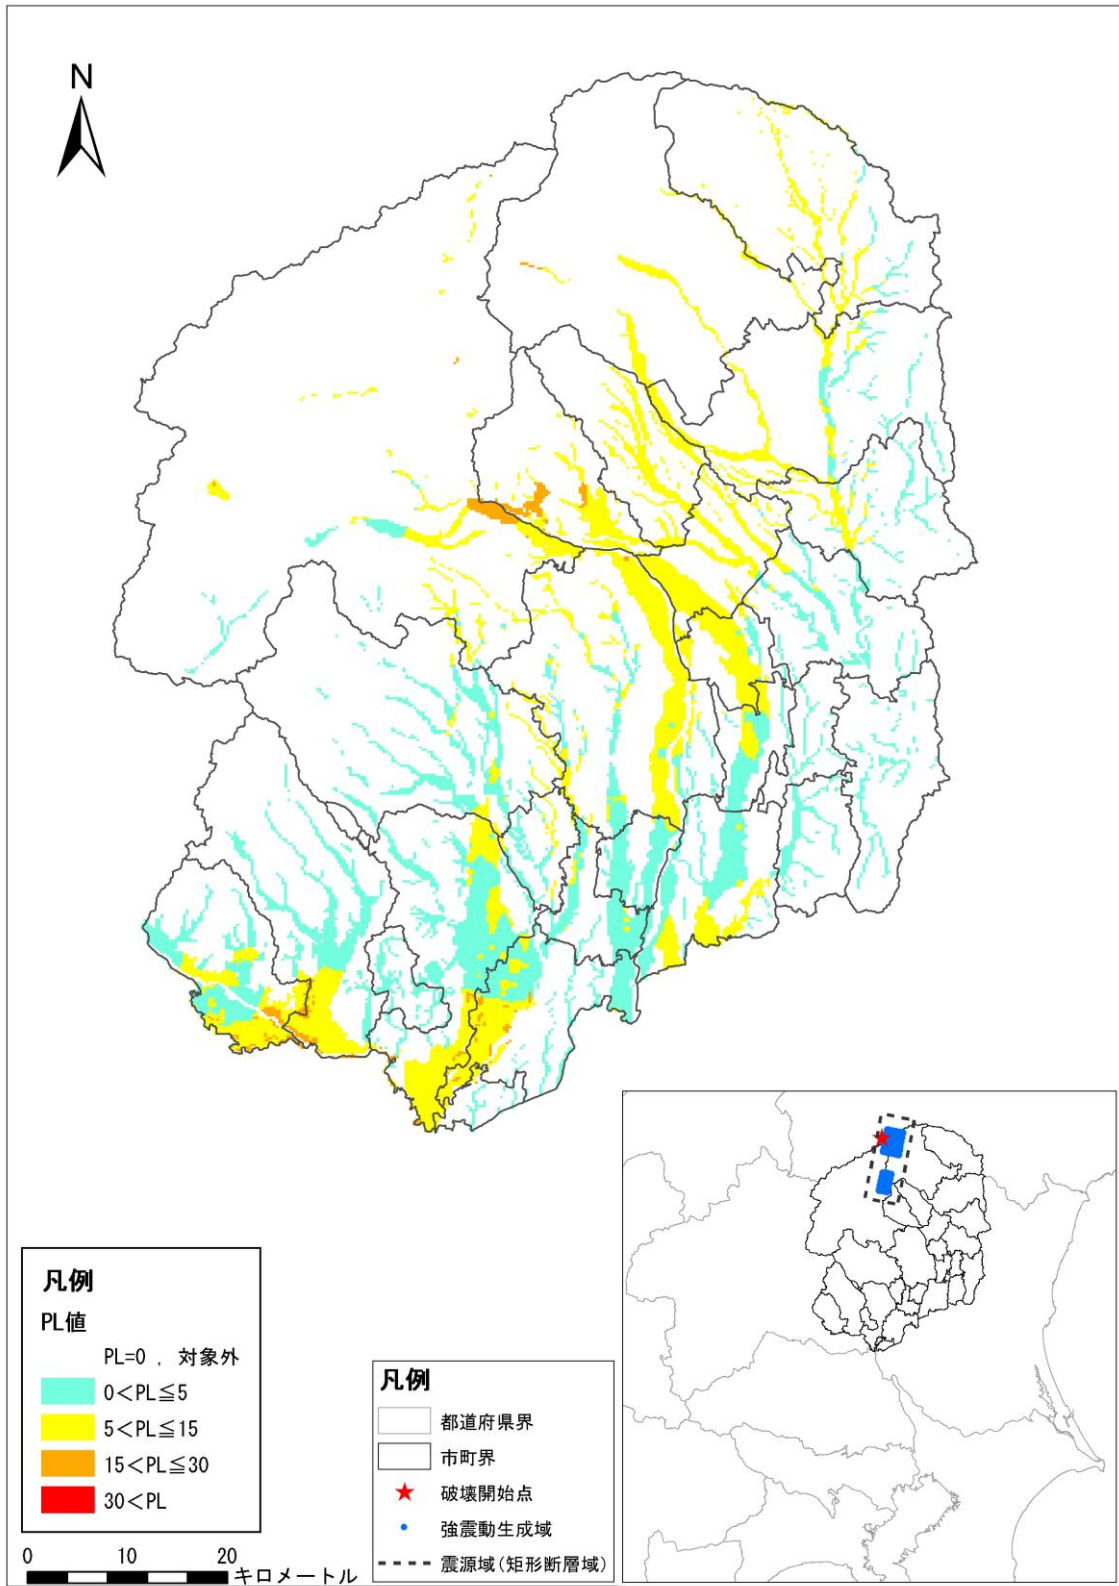 N
凡例
PL値
PL=0 ，対象外
0＜PL≦5
5＜PL≦15
15＜PL≦30
30＜PL
0 10 20
キロメートル
凡例
都道府県界
市町界
破壊開始点
強震動生成域
震源域(矩形断層域)